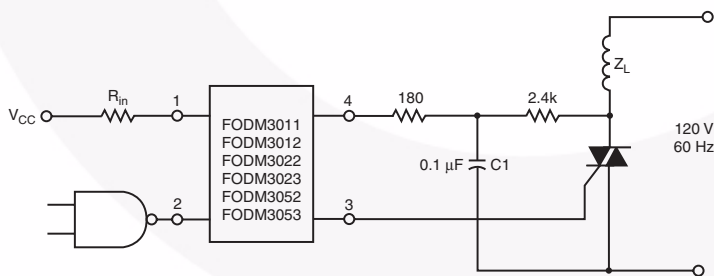 Z_L
R_in
1
4
180
2.4k
V_CC
FODM3011
FODM3012
FODM3022
FODM3023
FODM3052
FODM3053
120 V
60 Hz
0.1 µF C1
2
3